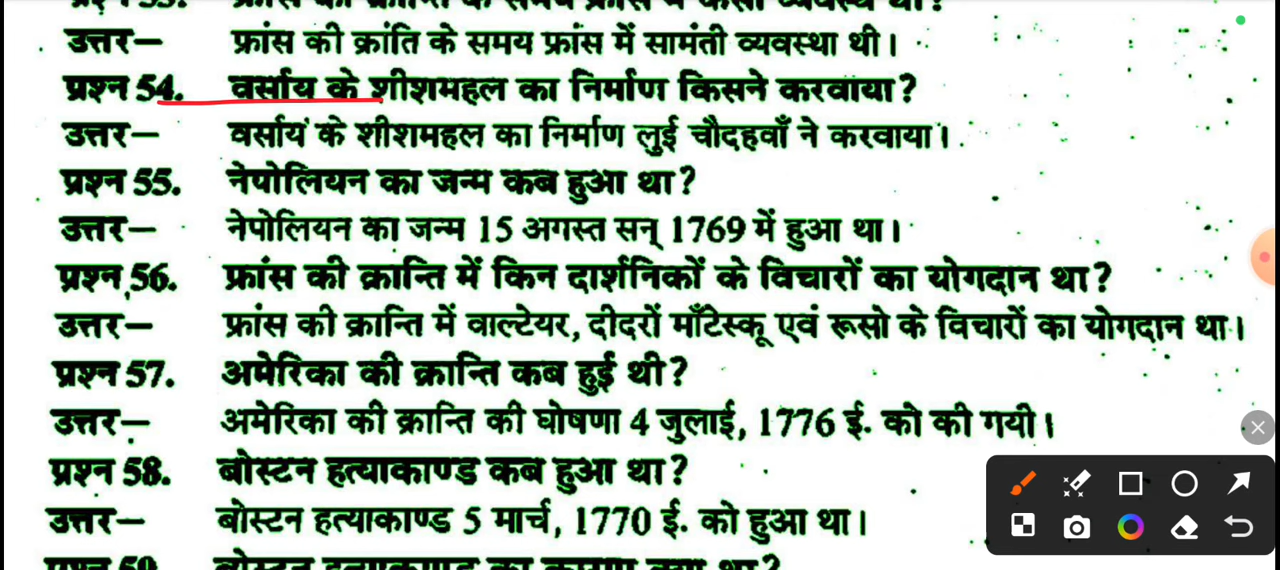 उत्तर— फ्रांस की क्रांति के समय फ्रांस में सामंती व्यवस्था थी।
प्रश्न 54. वर्साय के शीशमहल का निर्माण किसने करवाया?
उत्तर— वर्साय के शीशमहल का निर्माण लुई चौदहवाँ ने करवाया।
प्रश्न 55. नेपोलियन का जन्म कब हुआ था?
उत्तर— नेपोलियन का जन्म 15 अगस्त सन् 1769 में हुआ था।
प्रश्न 56. फ्रांस की क्रान्ति में किन दार्शनिकों के विचारों का योगदान था?
उत्तर— फ्रांस की क्रान्ति में वाल्टेयर, दीदरों माँटेस्कू एवं रूसो के विचारों का योगदान था।
प्रश्न 57. अमेरिका की क्रान्ति कब हुई थी?
उत्तर— अमेरिका की क्रान्ति की घोषणा 4 जुलाई, 1776 ई. को की गयी।
प्रश्न 58. बोस्टन हत्याकाण्ड कब हुआ था?
उत्तर— बोस्टन हत्याकाण्ड 5 मार्च, 1770 ई. को हुआ था।